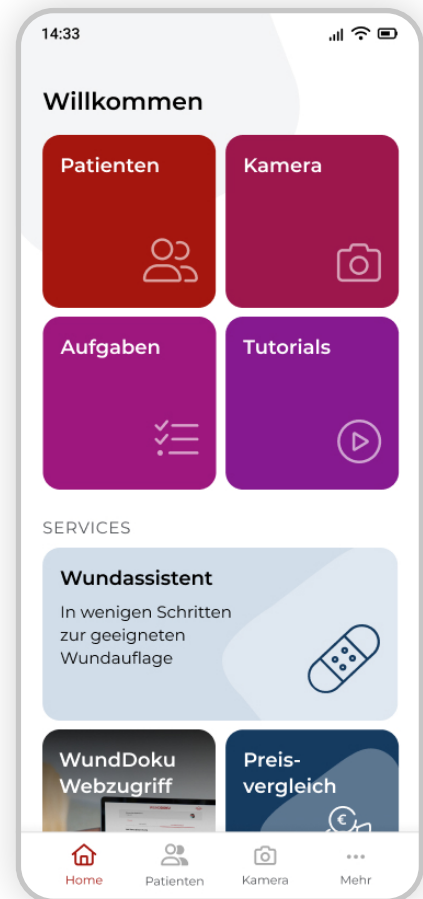 14:33
Willkommen
Patienten
Kamera
Aufgaben
Tutorials
SERVICES
Wundassistent
In wenigen Schritten
zur geeigneten
Wundauflage
WundDoku
Webzugriff
Preis-
vergleich
Home
Patienten
Kamera
Mehr